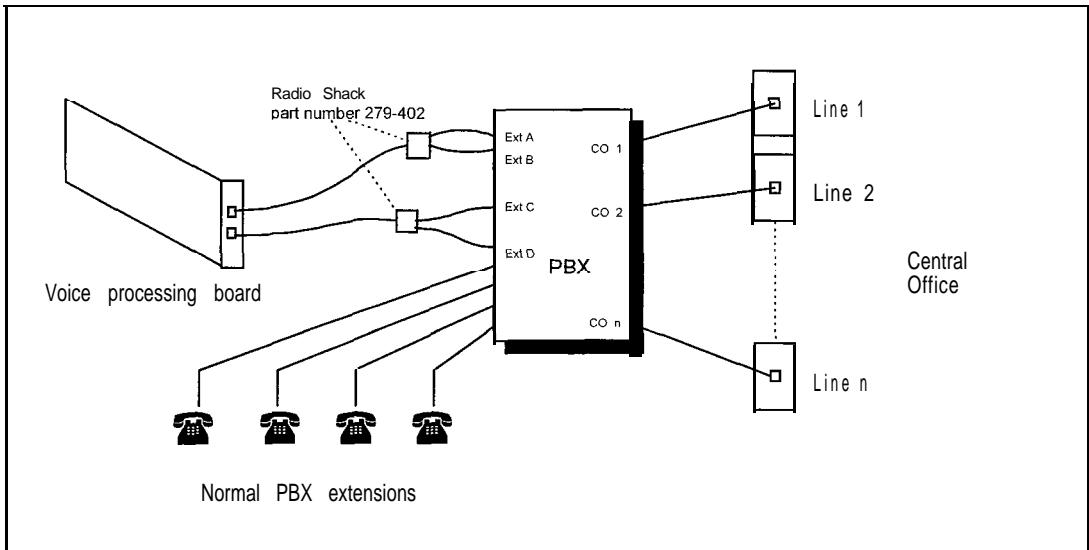 Radio Shack
part number 279-402
Ext A
Ext B
Ext C
Ext D
PBX
CO 1
CO 2
CO n
Line 1
Line 2
Line n
Central
Office
Voice processing board
Normal PBX extensions